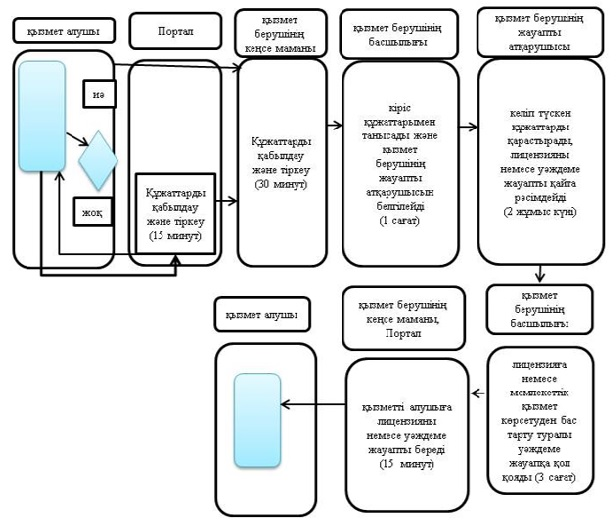 қызмет алушы
Портал
қызмет
берушінің
кеңсе маманы
қызмет берушінің
басшылығы
қызмет берушінің
жауапты
атқарушысы
иә
жоқ
Құжаттарды
қабылдау
және тіркеу
(15 минут)
Құжаттарды
қабылдау
және тіркеу
(30 минут)
кіріс
құжаттарымен
танысады және
қызмет
берушінің
жауапты
атқарушысын
белгілейді
(1 сағат)
келіп түскен
құжаттарды
қарастырады,
лицензияны
немесе уәждеме
жауапты қайта
рәсімдейді
(2 жұмыс күні)
қызмет
берушінің
басшылығы
лицензияға
немесе
мемлекеттік
қызмет
көрсетуден бас
тарту туралы
уәждеме
жауапқа қол
қояды (3 сағат)
қызмет берушінің
кеңсе маманы,
Портал
қызметті алушыға
лицензияны
немесе уәждеме
жауапты береді
(15 минут)
қызмет алушы